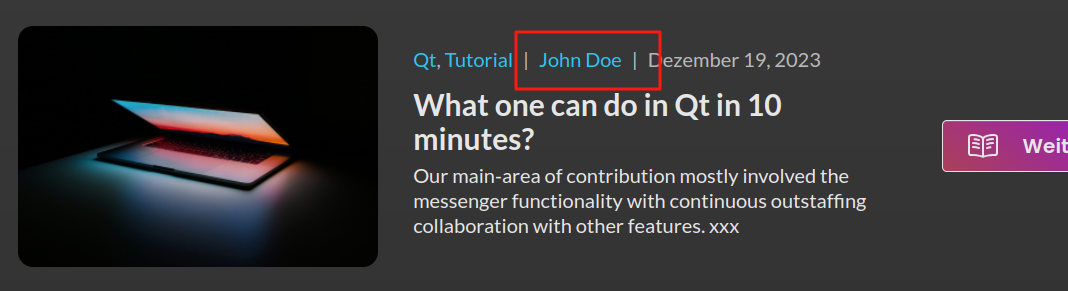 Qt, Tutorial | John Doe | Dezember 19, 2023
What one can do in Qt in 10
minutes?
Our main-area of contribution mostly involved the
messenger functionality with continuous outstaffing
collaboration with other features. xxx
Weit